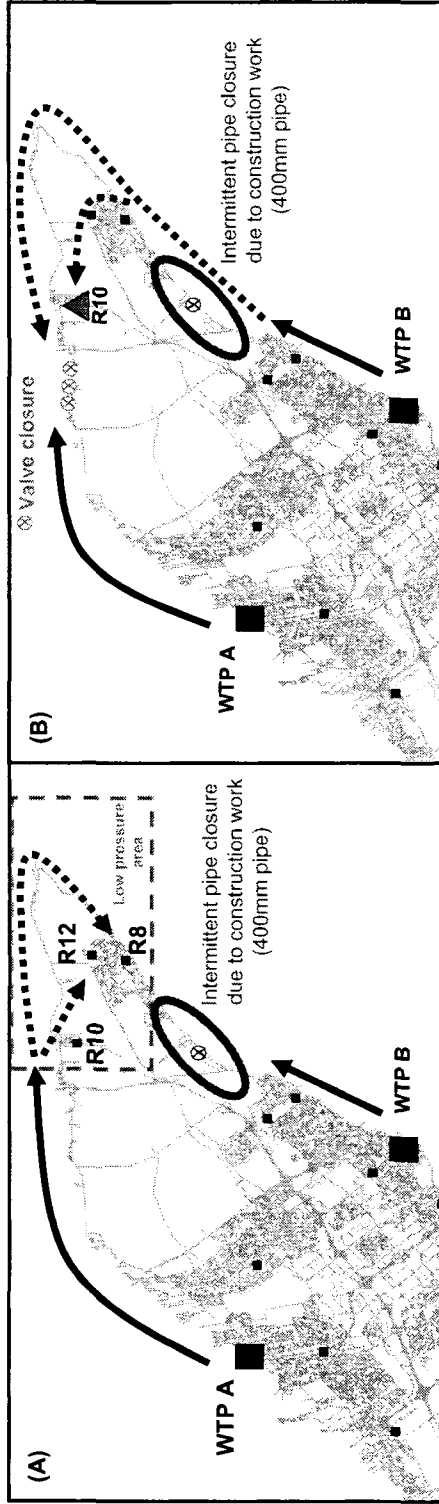 (A)
WTP A
WTP B
R10
R12
R8
Low pressure
area
Intermittent pipe closure
due to construction work
(400mm pipe)
(B)
⊗ Valve closure
WTP A
WTP B
R10
Intermittent pipe closure
due to construction work
(400mm pipe)